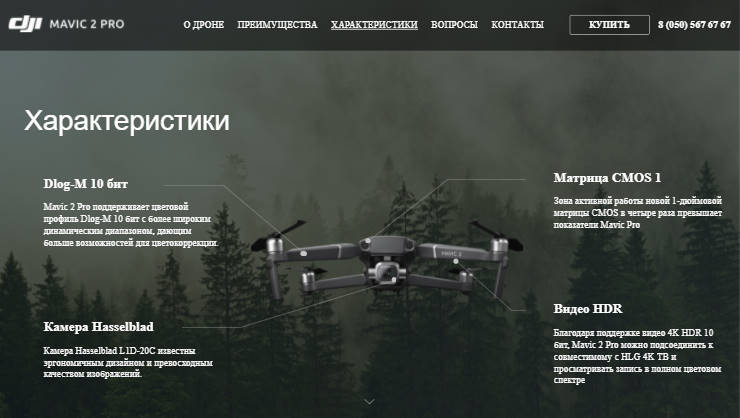 dji MAVIC 2 PRO О ДРОНЕ ПРЕИМУЩЕСТВА ХАРАКТЕРИСТИКИ ВОПРОСЫ КОНТАКТЫ КУПИТЬ 8 (050) 567 67 67
Характеристики
Dlog-M 10 бит
Mavic 2 Pro поддерживает цветовой
профиль Dlog-M 10 бит с более широким
динамическим диапазоном, дающим
больше возможностей для цветокоррекции.
Матрица CMOS 1
Зона активной работы новой 1-дюймовой
матрицы CMOS в четыре раза превышает
показатели Mavic Pro
MAVIC 2
Камера Hasselblad
Камера Hasselblad L1D-20C известны
эргономичным дизайном и превосходным
качеством изображений.
Видео HDR
Благодаря поддержке видео 4K HDR 10
бит, Mavic 2 Pro можно подсоединить к
совместимому с HLG 4K ТВ и
просматривать запись в полном цветовом
спектре